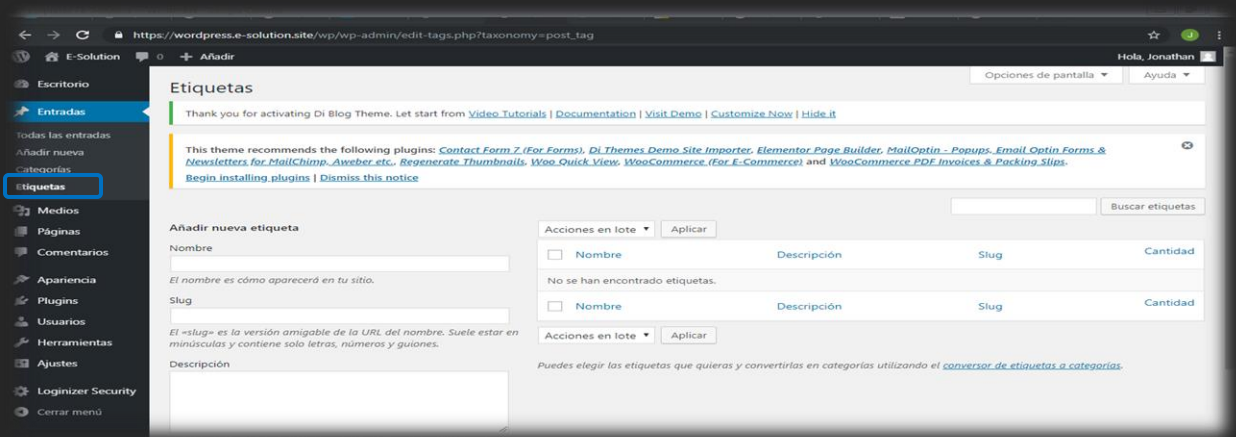 https://wordpress.e-solution.site/wp/wp-admin/edit-tags.php?taxonomy=post_tag
J
E-Solution 0 Añadir
Hola, Jonathan
Escritorio
Entradas
Todas las entradas
Añadir nueva
Categorías
Etiquetas
Medios
Páginas
Comentarios
Apariencia
Plugins
Usuarios
Herramientas
Ajustes
Loginizer Security
Cerrar menú
Opciones de pantalla Ayuda
Etiquetas
Thank you for activating Di Blog Theme. Let start from Video Tutorials | Documentation | Visit Demo | Customize Now | Hide it
This theme recommends the following plugins: Contact Form 7 (For Forms), Di Themes Demo Site Importer, Elementor Page Builder, MailOptin - Popups, Email Optin Forms &
Newsletters for MailChimp, Aweber etc., Regenerate Thumbnails, Woo Quick View, WooCommerce (For E-Commerce) and WooCommerce PDF Invoices & Packing Slips.
Begin installing plugins | Dismiss this notice
Buscar etiquetas
Añadir nueva etiqueta
Nombre
El nombre es cómo aparecerá en tu sitio.
Slug
El «slug» es la versión amigable de la URL del nombre. Suele estar en
minúsculas y contiene solo letras, números y guiones.
Descripción
Acciones en lote Aplicar
Nombre Descripción Slug Cantidad
No se han encontrado etiquetas.
Nombre Descripción Slug Cantidad
Acciones en lote Aplicar
Puedes elegir las etiquetas que quieras y convertirlas en categorías utilizando el conversor de etiquetas a categorías.